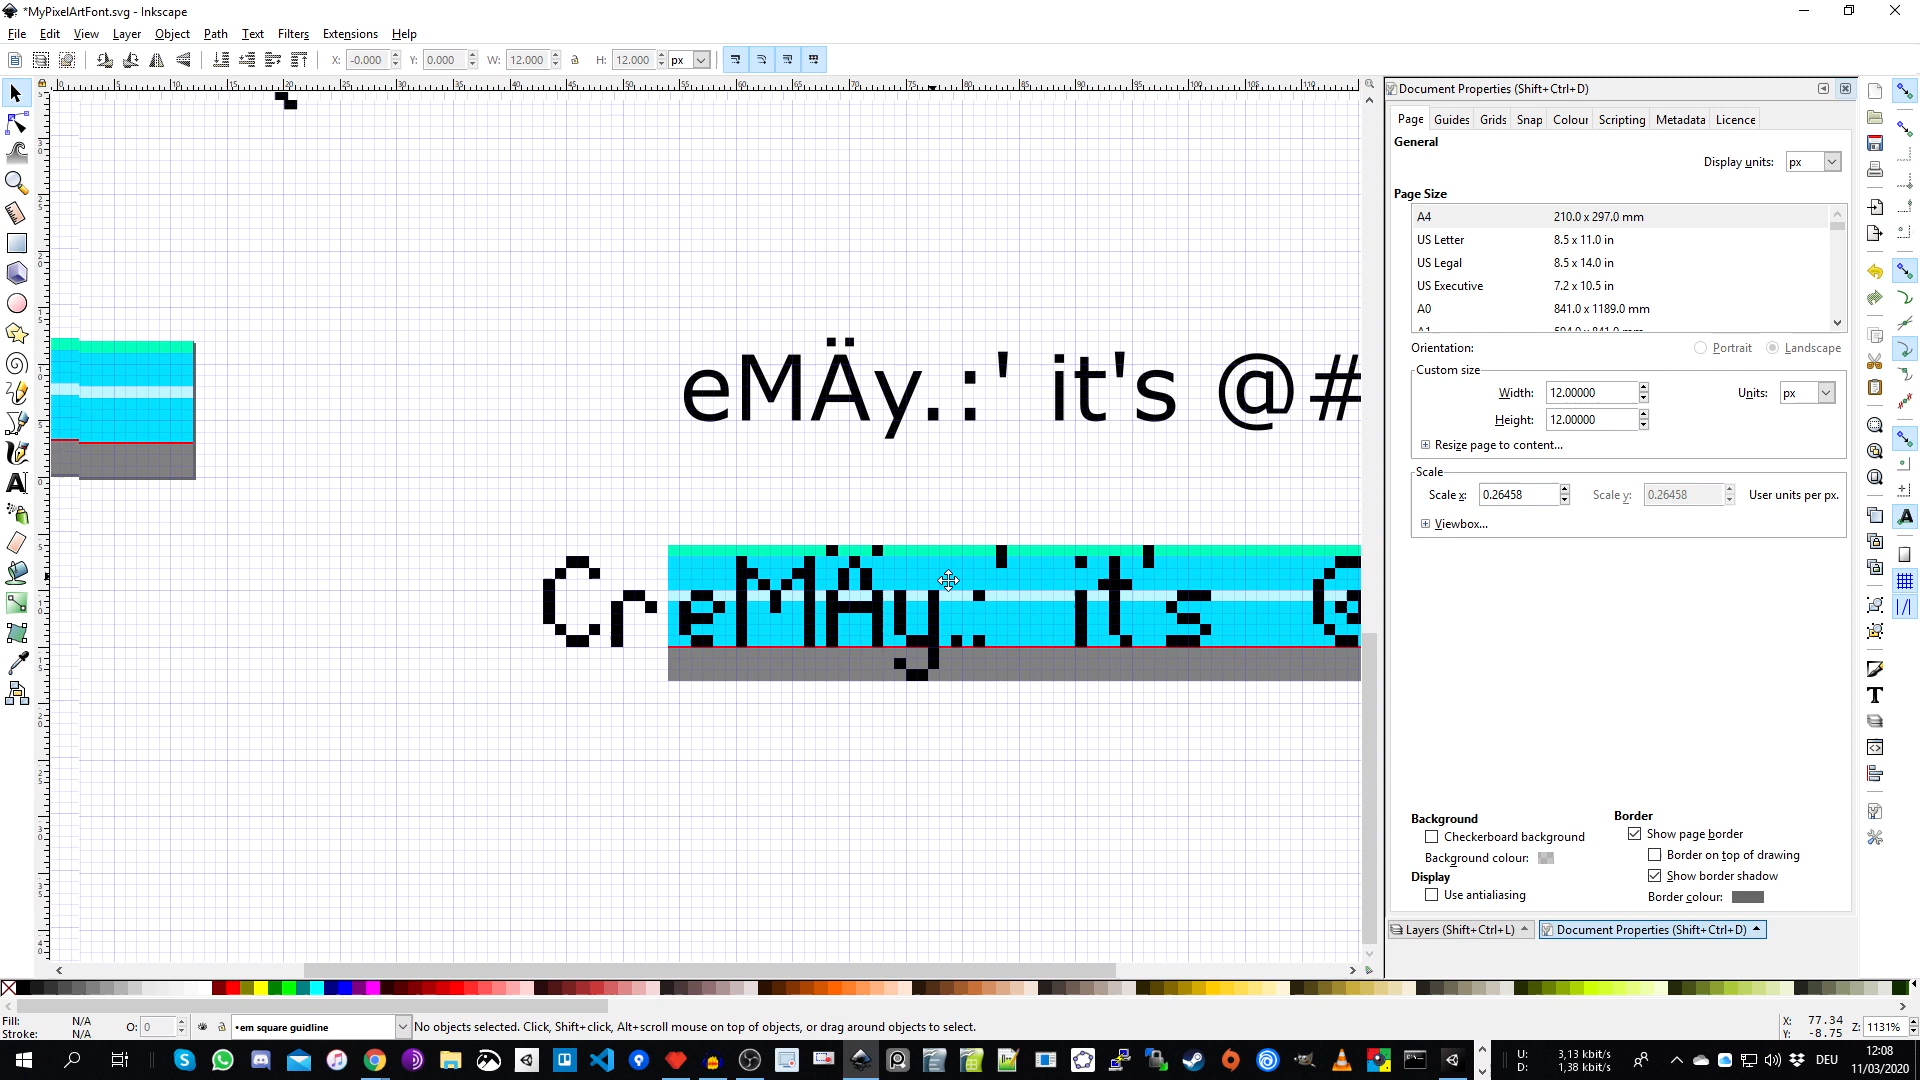 *MyPixelArtFont.svg - Inkscape
File Edit View Layer Object Path Text Filters Extensions Help
X: -0.000 Y: 0.000 W: 12.000 H: 12.000 px
Document Properties (Shift+Ctrl+D)
Page Guides Grids Snap Colour Scripting Metadata Licence
General
Display units: px
Page Size
A4 210.0 x 297,0 mm
US Letter 8.5 x 11.0 in
US Legal 8.5 x 14.0 in
US Executive 7.2 x 10.5 in
A0 841.0 x 1189.0 mm
A1 594.0 x 841.0 mm
Orientation: Portrait Landscape
Custom size
Width: 12.00000 Units: px
Height: 12.00000
Resize page to content...
Scale
Scale x: 0.26458 Scale y: 0.26458 User units per px.
Viewbox...
eMÄy.:' it's @#
CreMÄy.:' it's @
Background
Checkerboard background
Background colour:
Display
Use antialiasing
Border
Show page border
Border on top of drawing
Show border shadow
Border colour:
Layers (Shift+Ctrl+L) Document Properties (Shift+Ctrl+D)
Fill: N/A
Stroke: N/A
O: 0
•em square guidline
No objects selected. Click, Shift+click, Alt+scroll mouse on top of objects, or drag around objects to select.
X: 77.34
Y: -8.75
Z: 1131%
U: 3,13 kbit/s
D: 1,38 kbit/s
DEU
12:08
11/03/2020